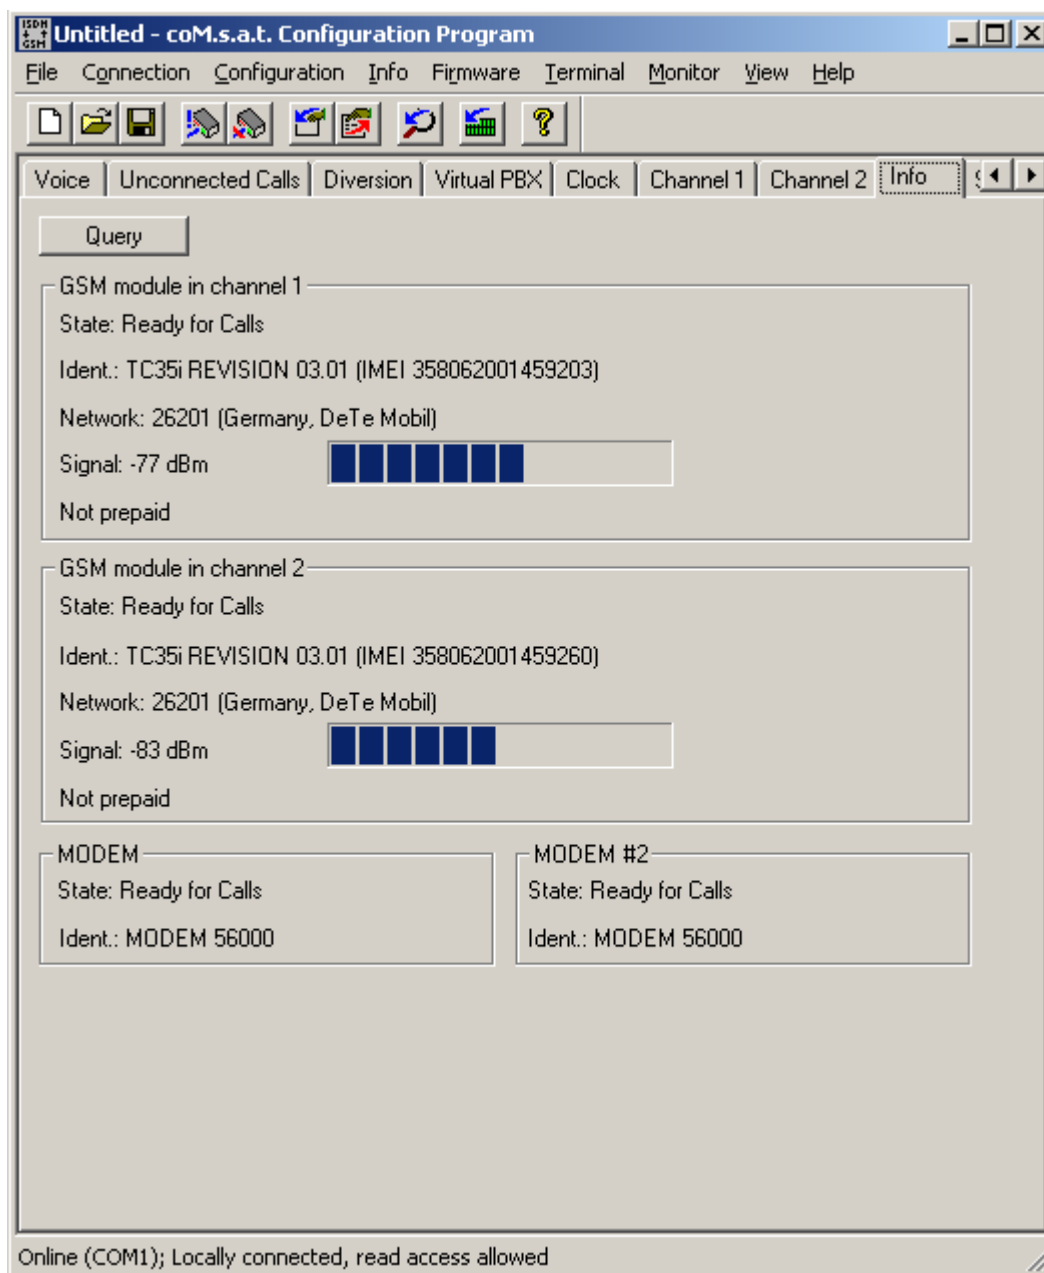 ISDN
GSM
Untitled - coM.s.a.t. Configuration Program
File Connection Configuration Info Firmware Terminal Monitor View Help
Voice Unconnected Calls Diversion Virtual PBX Clock Channel 1 Channel 2 Info
Query
GSM module in channel 1
State: Ready for Calls
Ident.: TC35i REVISION 03.01 (IMEI 358062001459203)
Network: 26201 (Germany, DeTe Mobil)
Signal: -77 dBm
Not prepaid
GSM module in channel 2
State: Ready for Calls
Ident.: TC35i REVISION 03.01 (IMEI 358062001459260)
Network: 26201 (Germany, DeTe Mobil)
Signal: -83 dBm
Not prepaid
MODEM
State: Ready for Calls
Ident.: MODEM 56000
MODEM #2
State: Ready for Calls
Ident.: MODEM 56000
Online (COM1); Locally connected, read access allowed